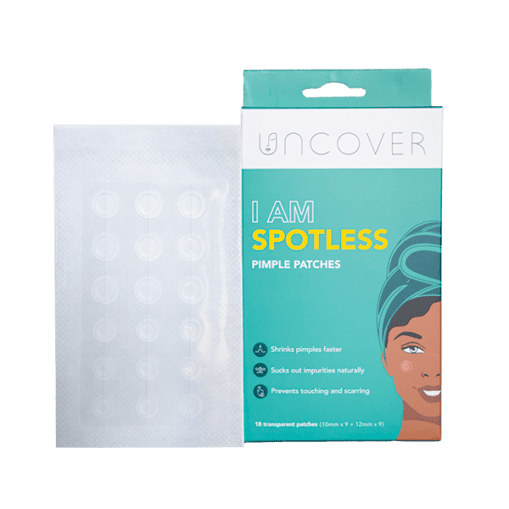 UNCOVER
I AM
SPOTLESS
PIMPLE PATCHES
Shrinks pimples faster
Sucks out impurities naturally
Prevents touching and scarring
18 transparent patches (10mm x 9 + 12mm x 9)